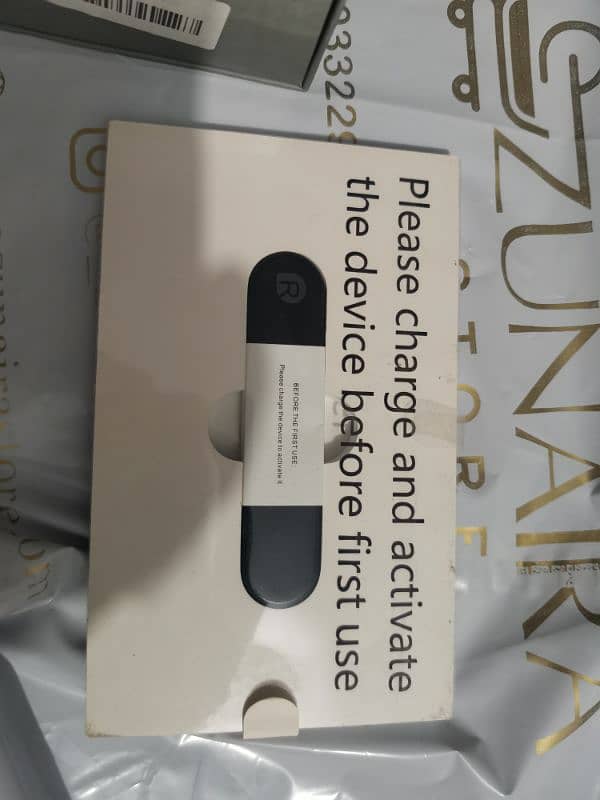 Please charge and activate
the device before first use
R
BEFORE THE FIRST USE:
Please charge the device to activate it.
ZUNAIRA
STORE
03322